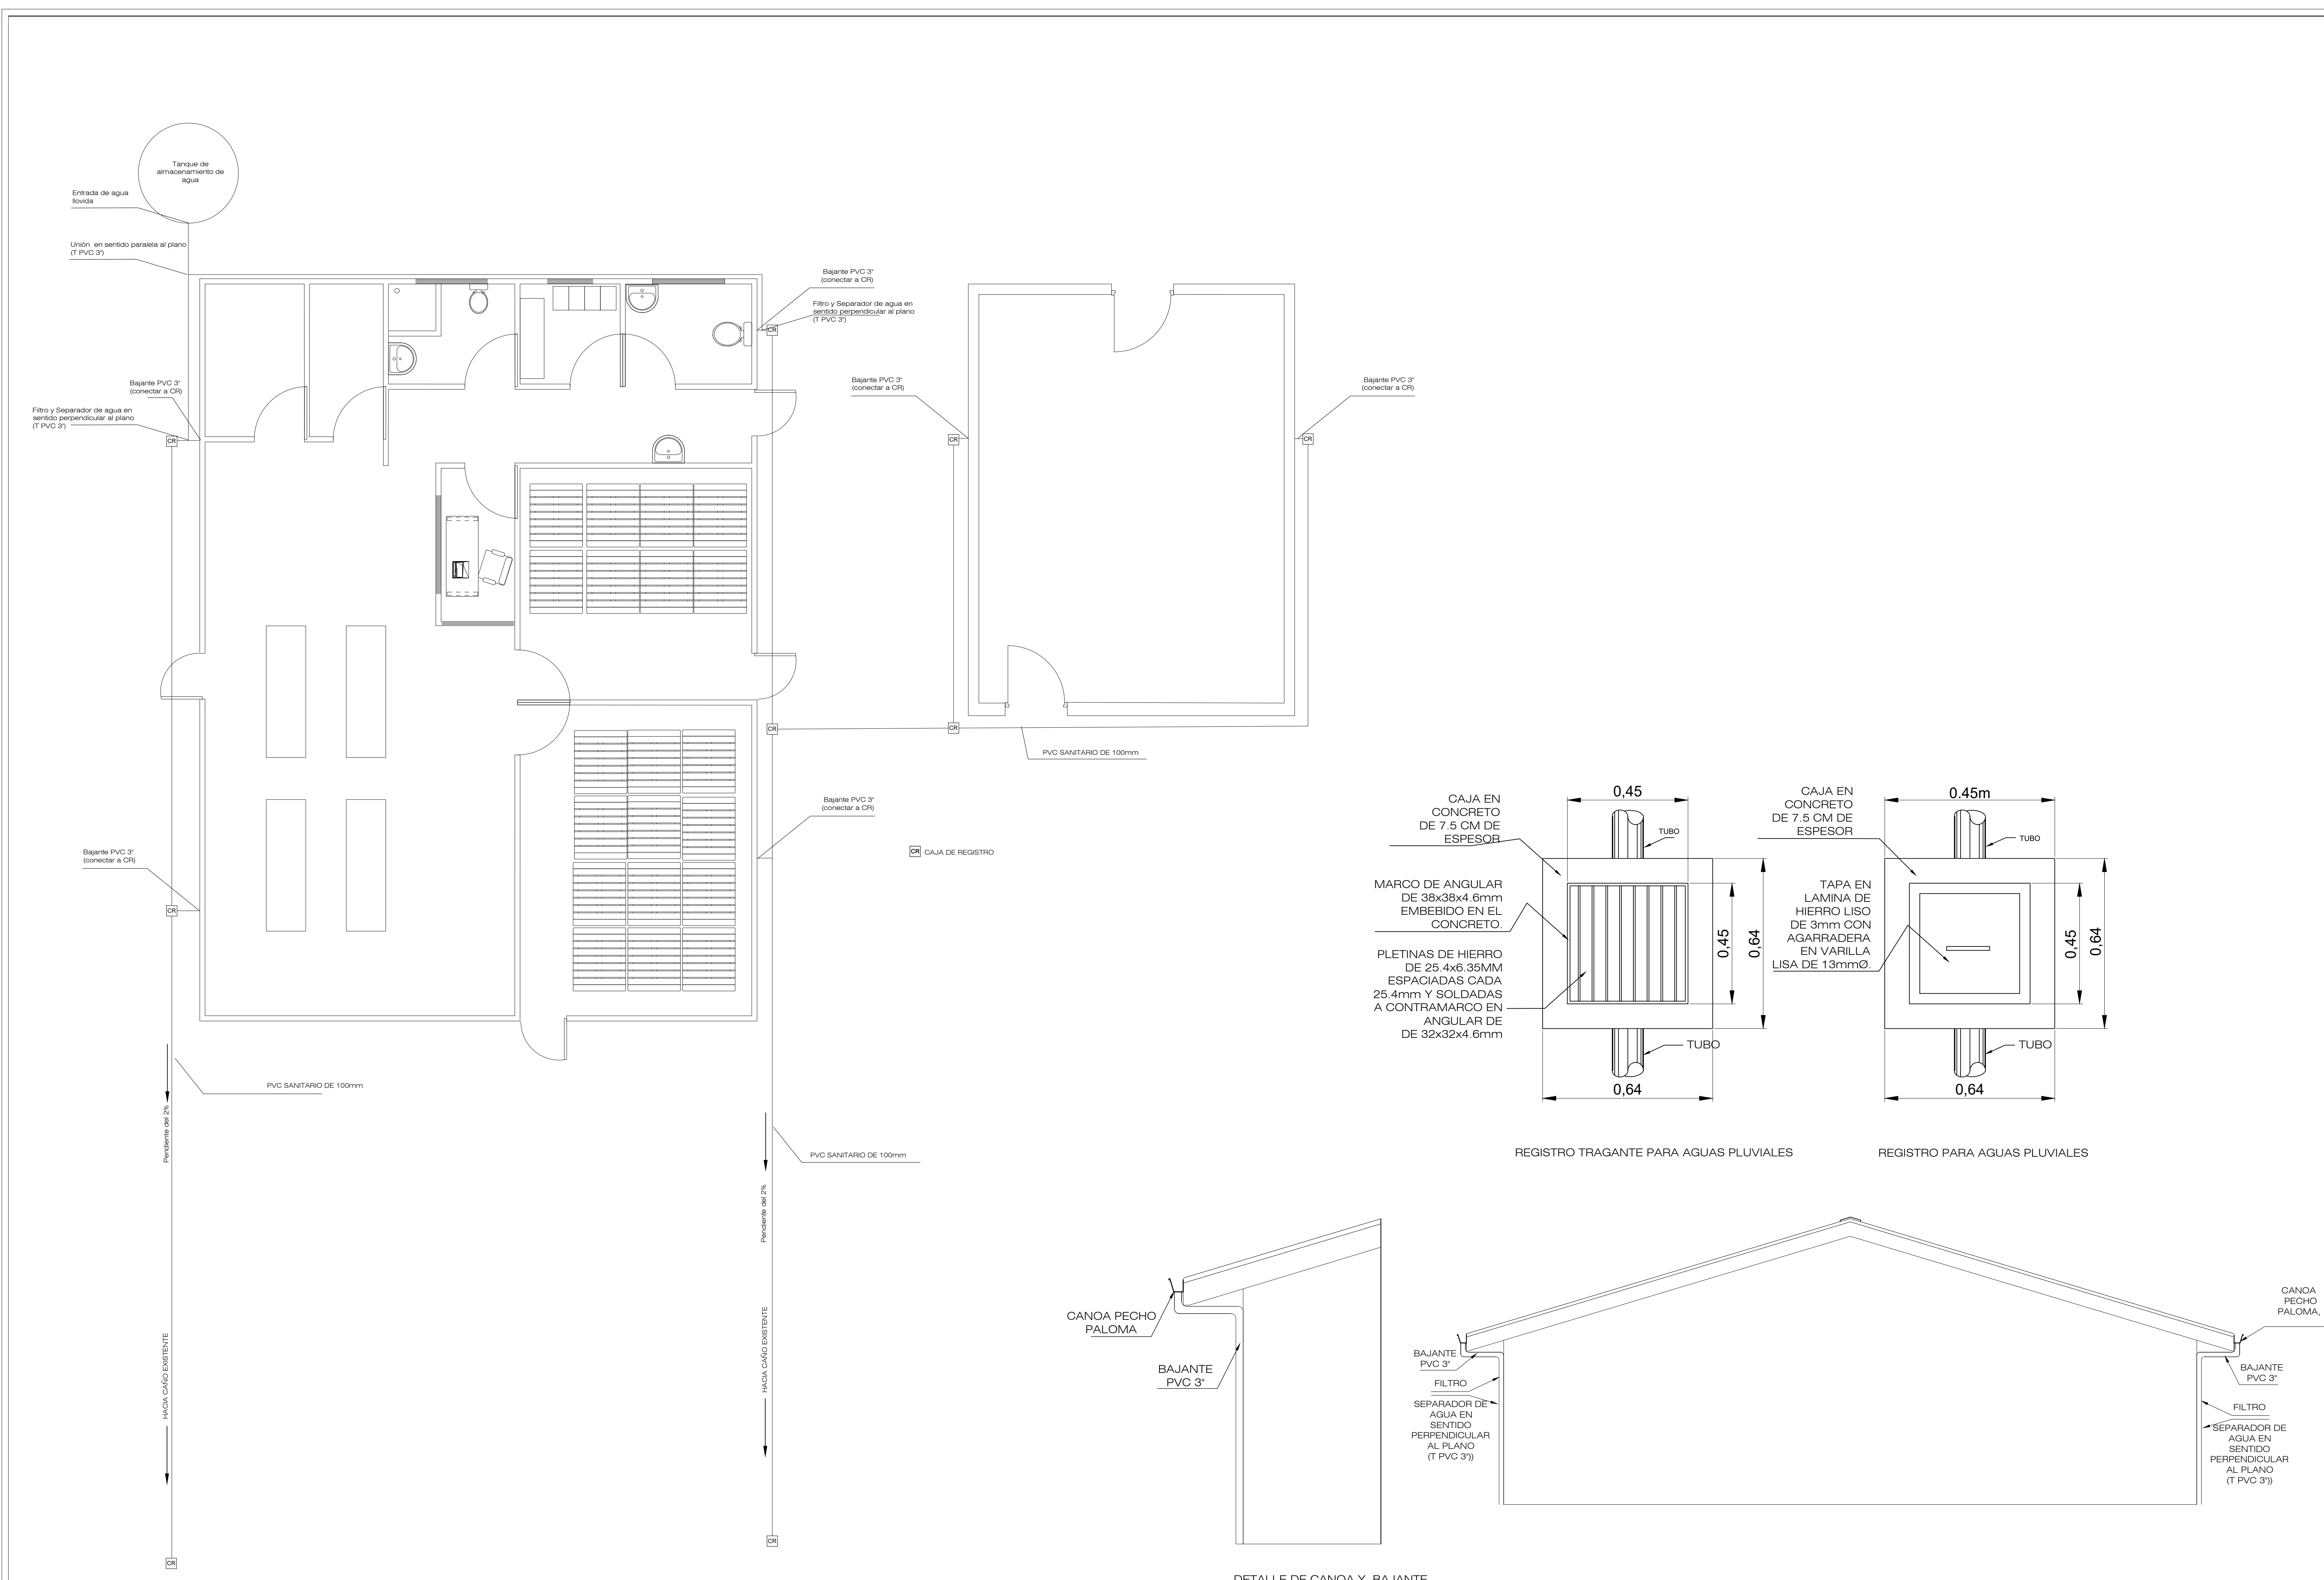 Tanque de
almacenamiento de
agua
Entrada de agua
llovida
Unión en sentido paralela al plano
(T PVC 3")
Bajante PVC 3"
(conectar a CR)
Filtro y Separador de agua en
sentido perpendicular al plano
(T PVC 3")
CR
Bajante PVC 3"
(conectar a CR)
Filtro y Separador de agua en
sentido perpendicular al plano
(T PVC 3")
CR
Bajante PVC 3"
(conectar a CR)
CR
Bajante PVC 3"
(conectar a CR)
CR
CR
CR
PVC SANITARIO DE 100mm
Bajante PVC 3"
(conectar a CR)
Bajante PVC 3"
(conectar a CR)
CR
CR CAJA DE REGISTRO
PVC SANITARIO DE 100mm
Pendiente del 2%
HACIA CAÑO EXISTENTE
CR
PVC SANITARIO DE 100mm
Pendiente del 2%
HACIA CAÑO EXISTENTE
CR
CAJA EN
CONCRETO
DE 7.5 CM DE
ESPESOR
MARCO DE ANGULAR
DE 38x38x4.6mm
EMBEBIDO EN EL
CONCRETO.
PLETINAS DE HIERRO
DE 25.4x6.35MM
ESPACIADAS CADA
25.4mm Y SOLDADAS
A CONTRAMARCO EN
ANGULAR DE
DE 32x32x4.6mm
0,45
TUBO
0,45
0,64
TUBO
0,64
REGISTRO TRAGANTE PARA AGUAS PLUVIALES
CAJA EN
CONCRETO
DE 7.5 CM DE
ESPESOR
TAPA EN
LAMINA DE
HIERRO LISO
DE 3mm CON
AGARRADERA
EN VARILLA
LISA DE 13mmØ.
0.45m
TUBO
0,45
0,64
TUBO
0,64
REGISTRO PARA AGUAS PLUVIALES
CANOA PECHO
PALOMA
BAJANTE
PVC 3"
DETALLE DE CANOA Y BAJANTE
BAJANTE
PVC 3"
FILTRO
SEPARADOR DE
AGUA EN
SENTIDO
PERPENDICULAR
AL PLANO
(T PVC 3"))
CANOA
PECHO
PALOMA,
BAJANTE
PVC 3"
FILTRO
SEPARADOR DE
AGUA EN
SENTIDO
PERPENDICULAR
AL PLANO
(T PVC 3"))